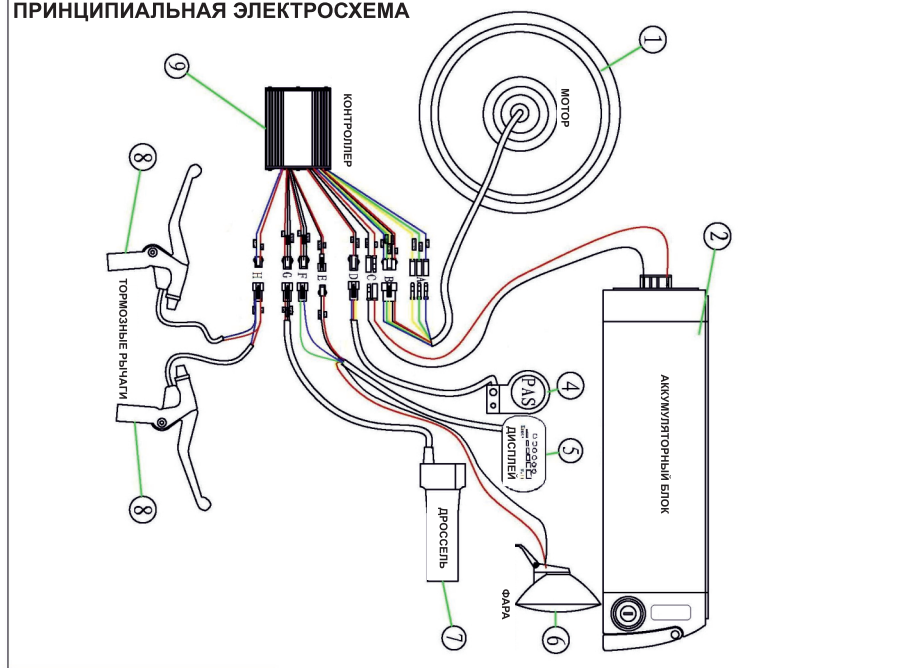 ПРИНЦИПИАЛЬНАЯ ЭЛЕКТРОСХЕМА
1
МОТОР
9
КОНТРОЛЛЕР
8
2
H
G
F
E
D
C
B
A
ТОРМОЗНЫЕ РЫЧАГИ
PAS
4
ДИСПЛЕЙ
5
АККУМУЛЯТОРНЫЙ БЛОК
8
ДРОССЕЛЬ
7
ФАРА
6